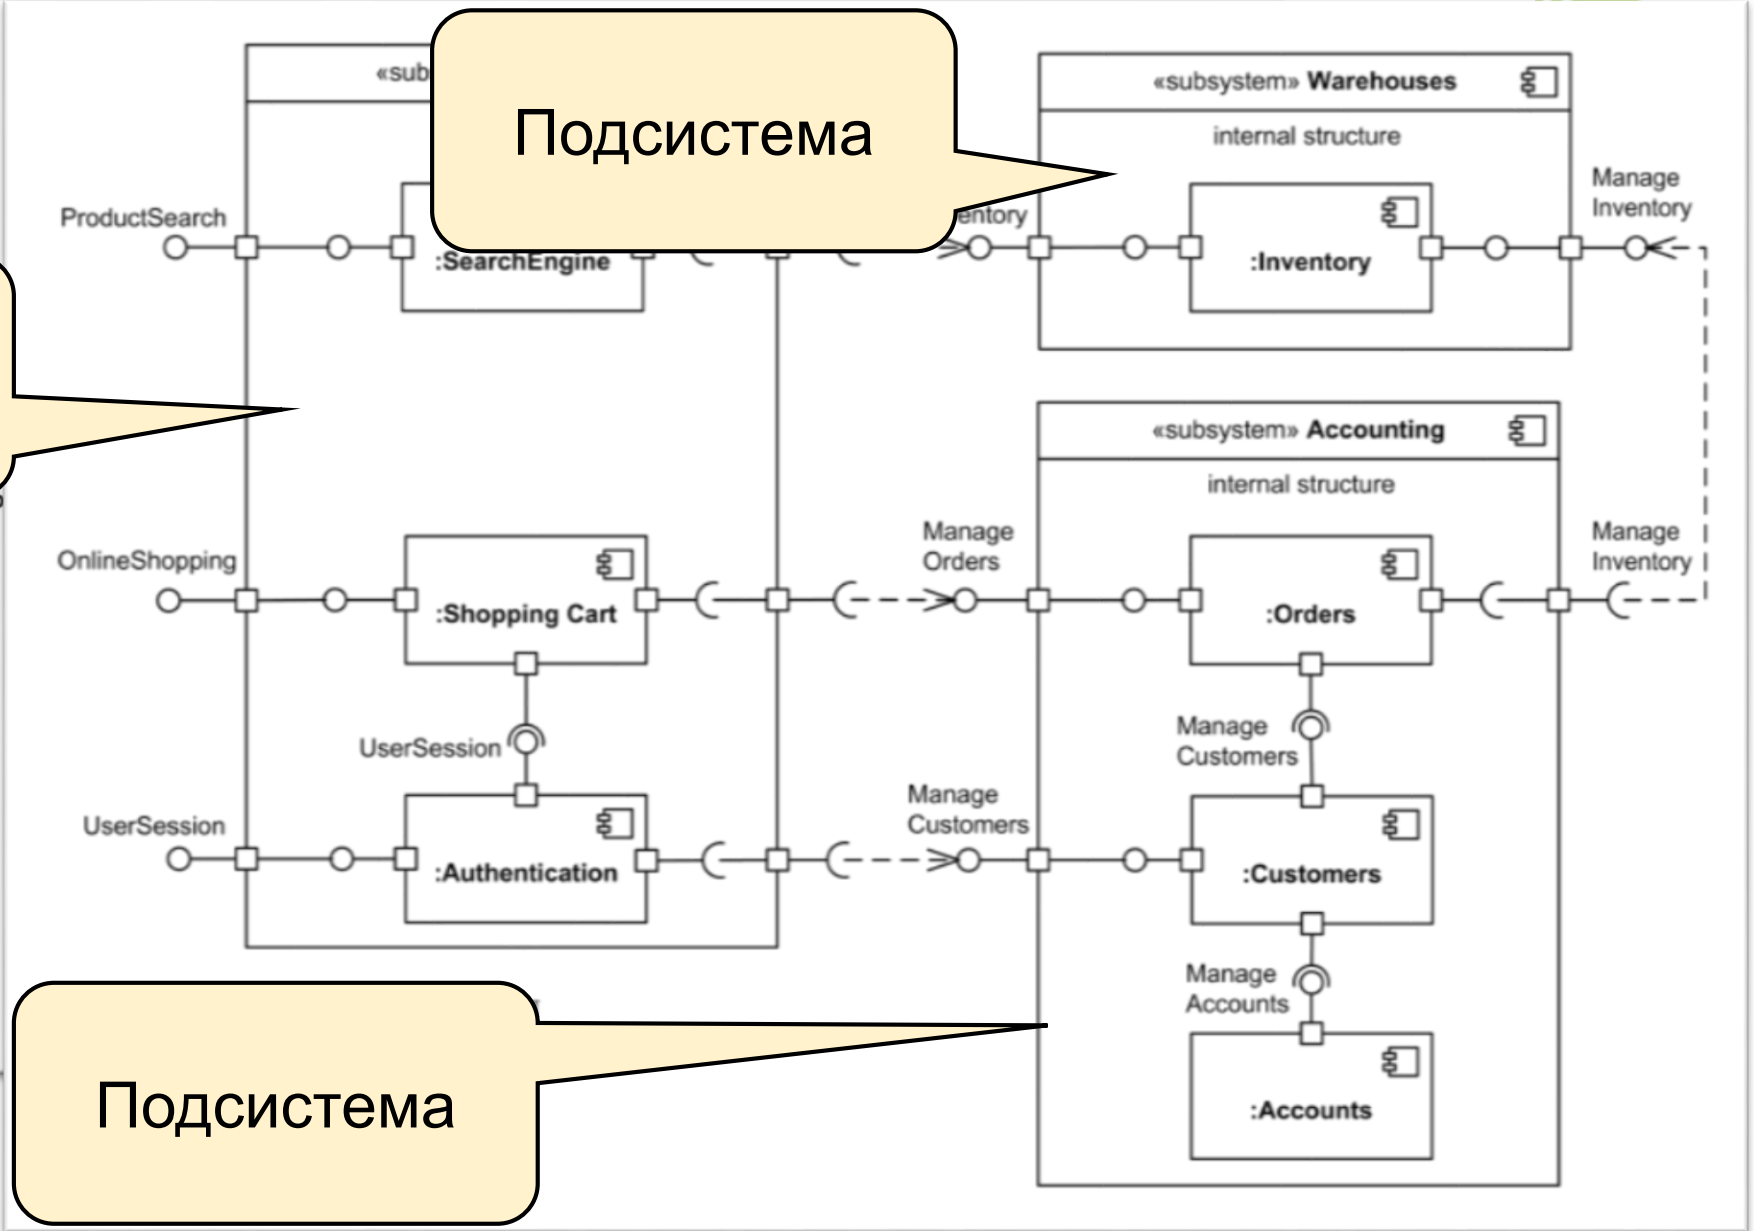 «sub
Подсистема
«subsystem» Warehouses
internal structure
Manage
Inventory
ProductSearch
entory
:SearchEngine
:Inventory
«subsystem» Accounting
internal structure
OnlineShopping
Manage
Orders
Manage
Inventory
:Shopping Cart
:Orders
UserSession
Manage
Customers
UserSession
Manage
Customers
:Authentication
:Customers
Manage
Accounts
Подсистема
:Accounts